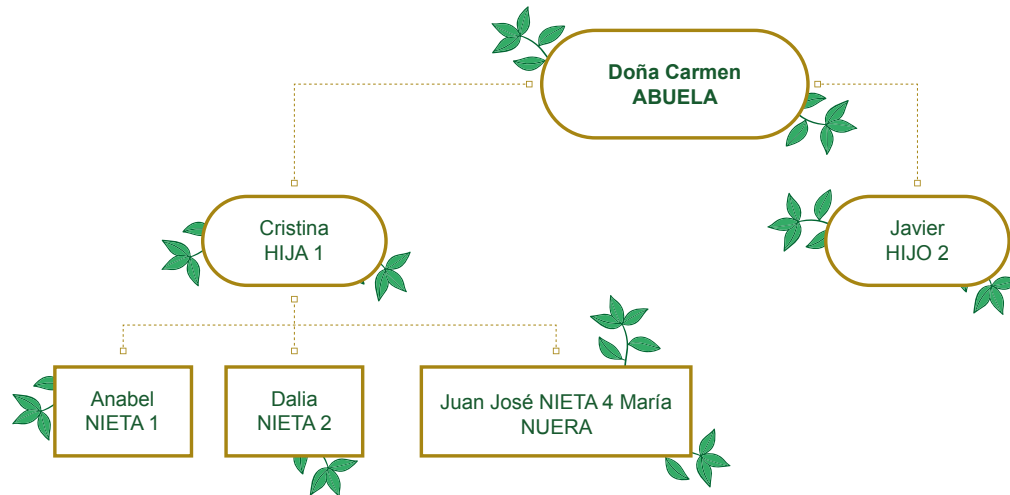 Doña Carmen
ABUELA
Cristina
HIJA 1
Javier
HIJO 2
Anabel
NIETA 1
Dalia
NIETA 2
Juan José NIETA 4 María
NUERA